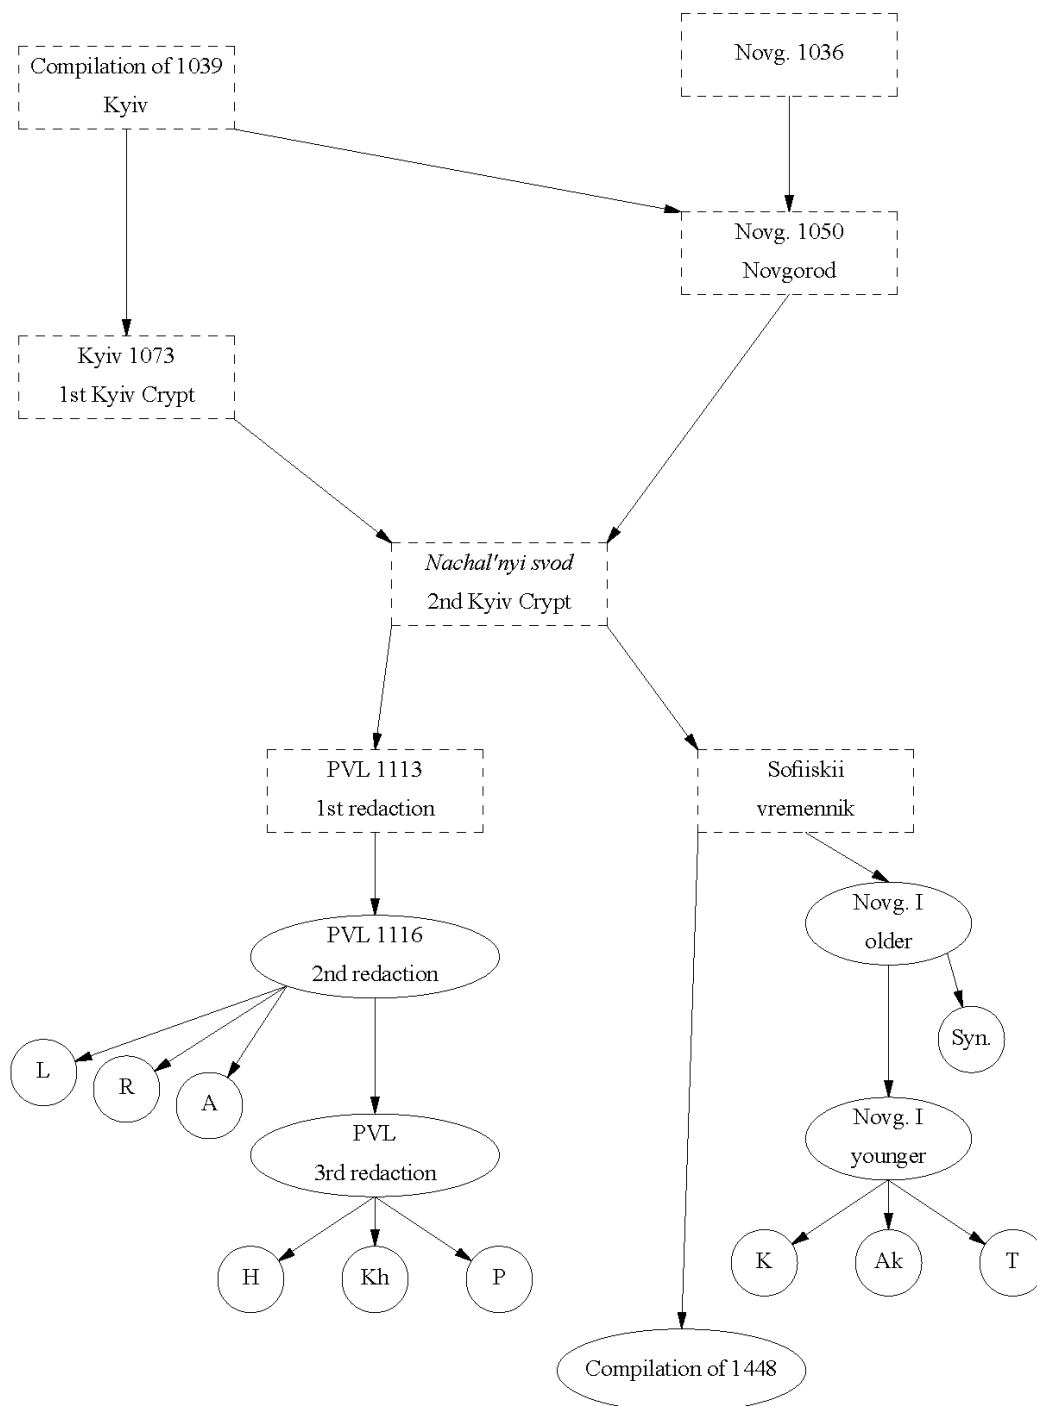 Compilation of 1039
Kyiv
Novg. 1036
Novg. 1050
Novgorod
Kyiv 1073
1st Kyiv Crypt
Nachal'nyi svod
2nd Kyiv Crypt
PVL 1113
1st redaction
Sofiiskii
vremennik
Novg. I
older
PVL 1116
2nd redaction
Syn.
L
R
A
PVL
3rd redaction
Novg. I
younger
H
Kh
P
K
Ak
T
Compilation of 1448